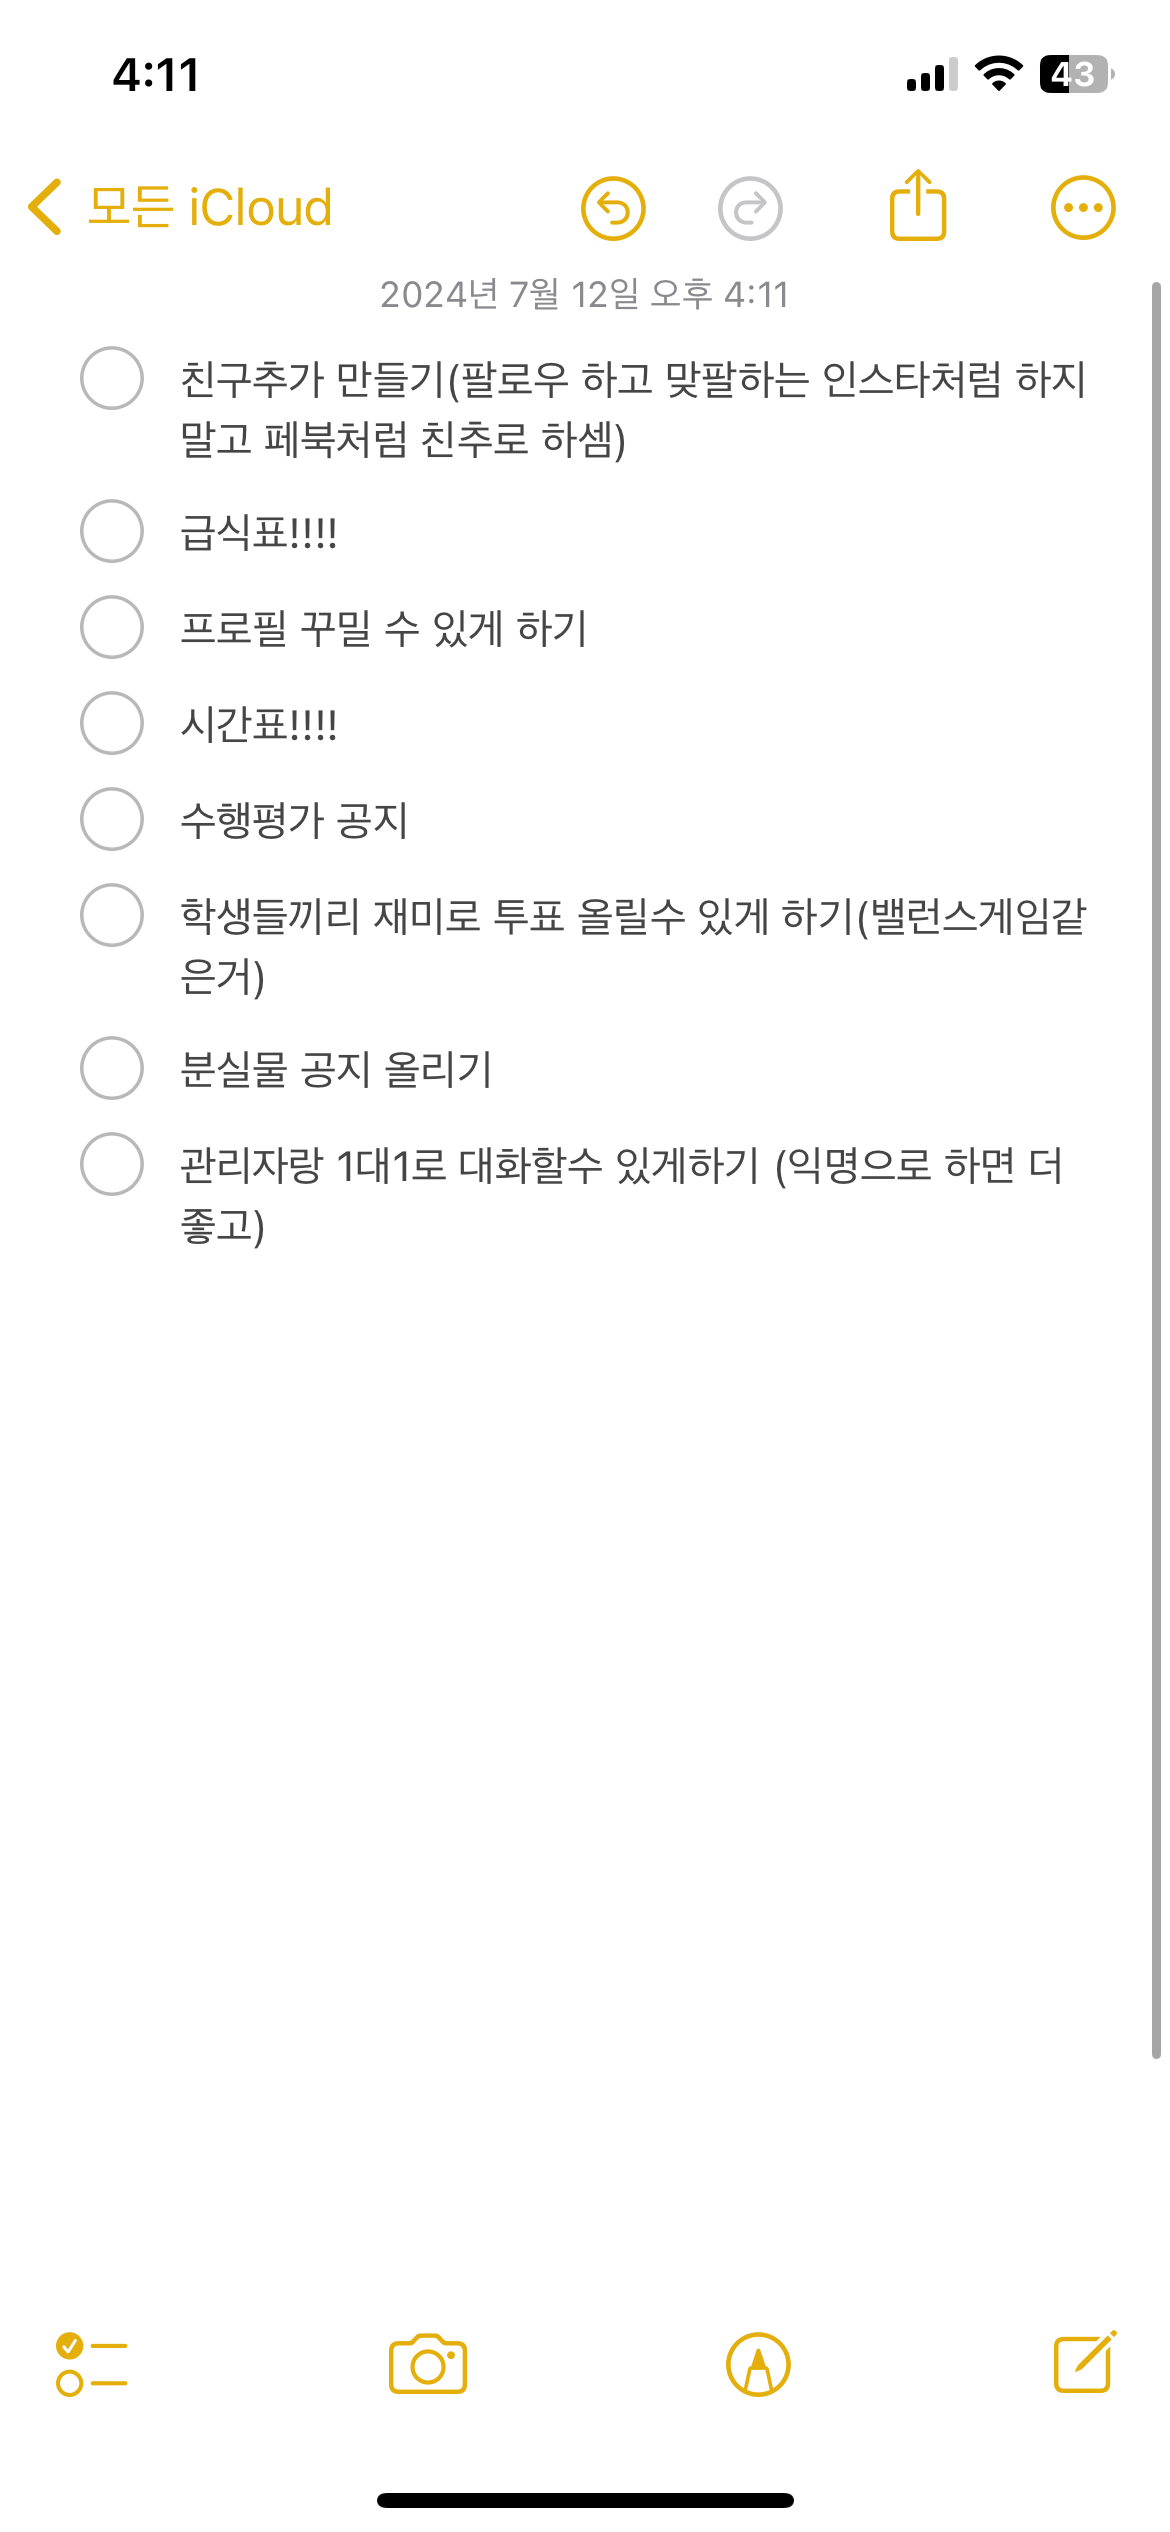 4:11
43
모든 iCloud
2024년 7월 12일 오후 4:11
친구추가 만들기(팔로우 하고 맞팔하는 인스타처럼 하지
말고 페북처럼 친추로 하셈)
급식표!!!!
프로필 꾸밀 수 있게 하기
시간표!!!!
수행평가 공지
학생들끼리 재미로 투표 올릴수 있게 하기(밸런스게임같
은거)
분실물 공지 올리기
관리자랑 1대1로 대화할수 있게하기 (익명으로 하면 더
좋고)